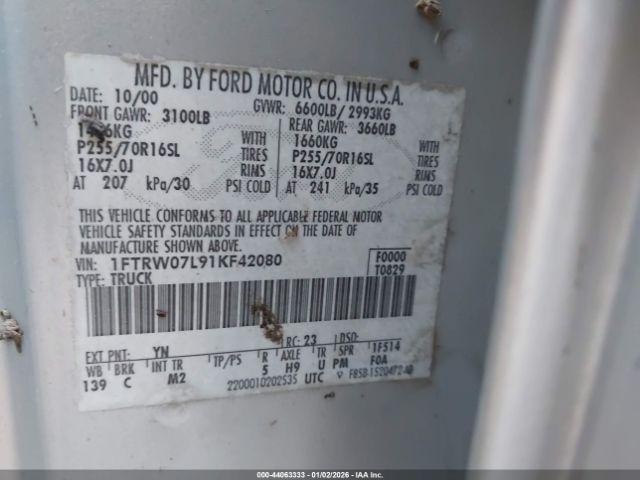 MFD. BY FORD MOTOR CO. IN U.S.A.
DATE: 10/00 GVWR: 6600LB/ 2993KG
FRONT GAWR: 3100LB REAR GAWR: 3660LB
1406KG WITH 1660KG WITH
P255/70R16SL TIRES P255/70R16SL TIRES
16X7.0J RIMS 16X7.0J RIMS
AT 207 kPa/30 PSI COLD AT 241 kPa/35 PSI COLD
THIS VEHICLE CONFORMS TO ALL APPLICABLE FEDERAL MOTOR
VEHICLE SAFETY STANDARDS IN EFFECT ON THE DATE OF
MANUFACTURE SHOWN ABOVE.
VIN: 1FTRW07L91KF42080 F0000
TYPE: TRUCK T0829
EXT PNT: YN RC: 23 DSO:
WB BRK INT TR TP/PS R AXLE TR SPR 1F514
139 C M2 5 H9 U PM F0A
2200010202535 UTC
000-44063333 - 01/02/2026 - IAA Inc.